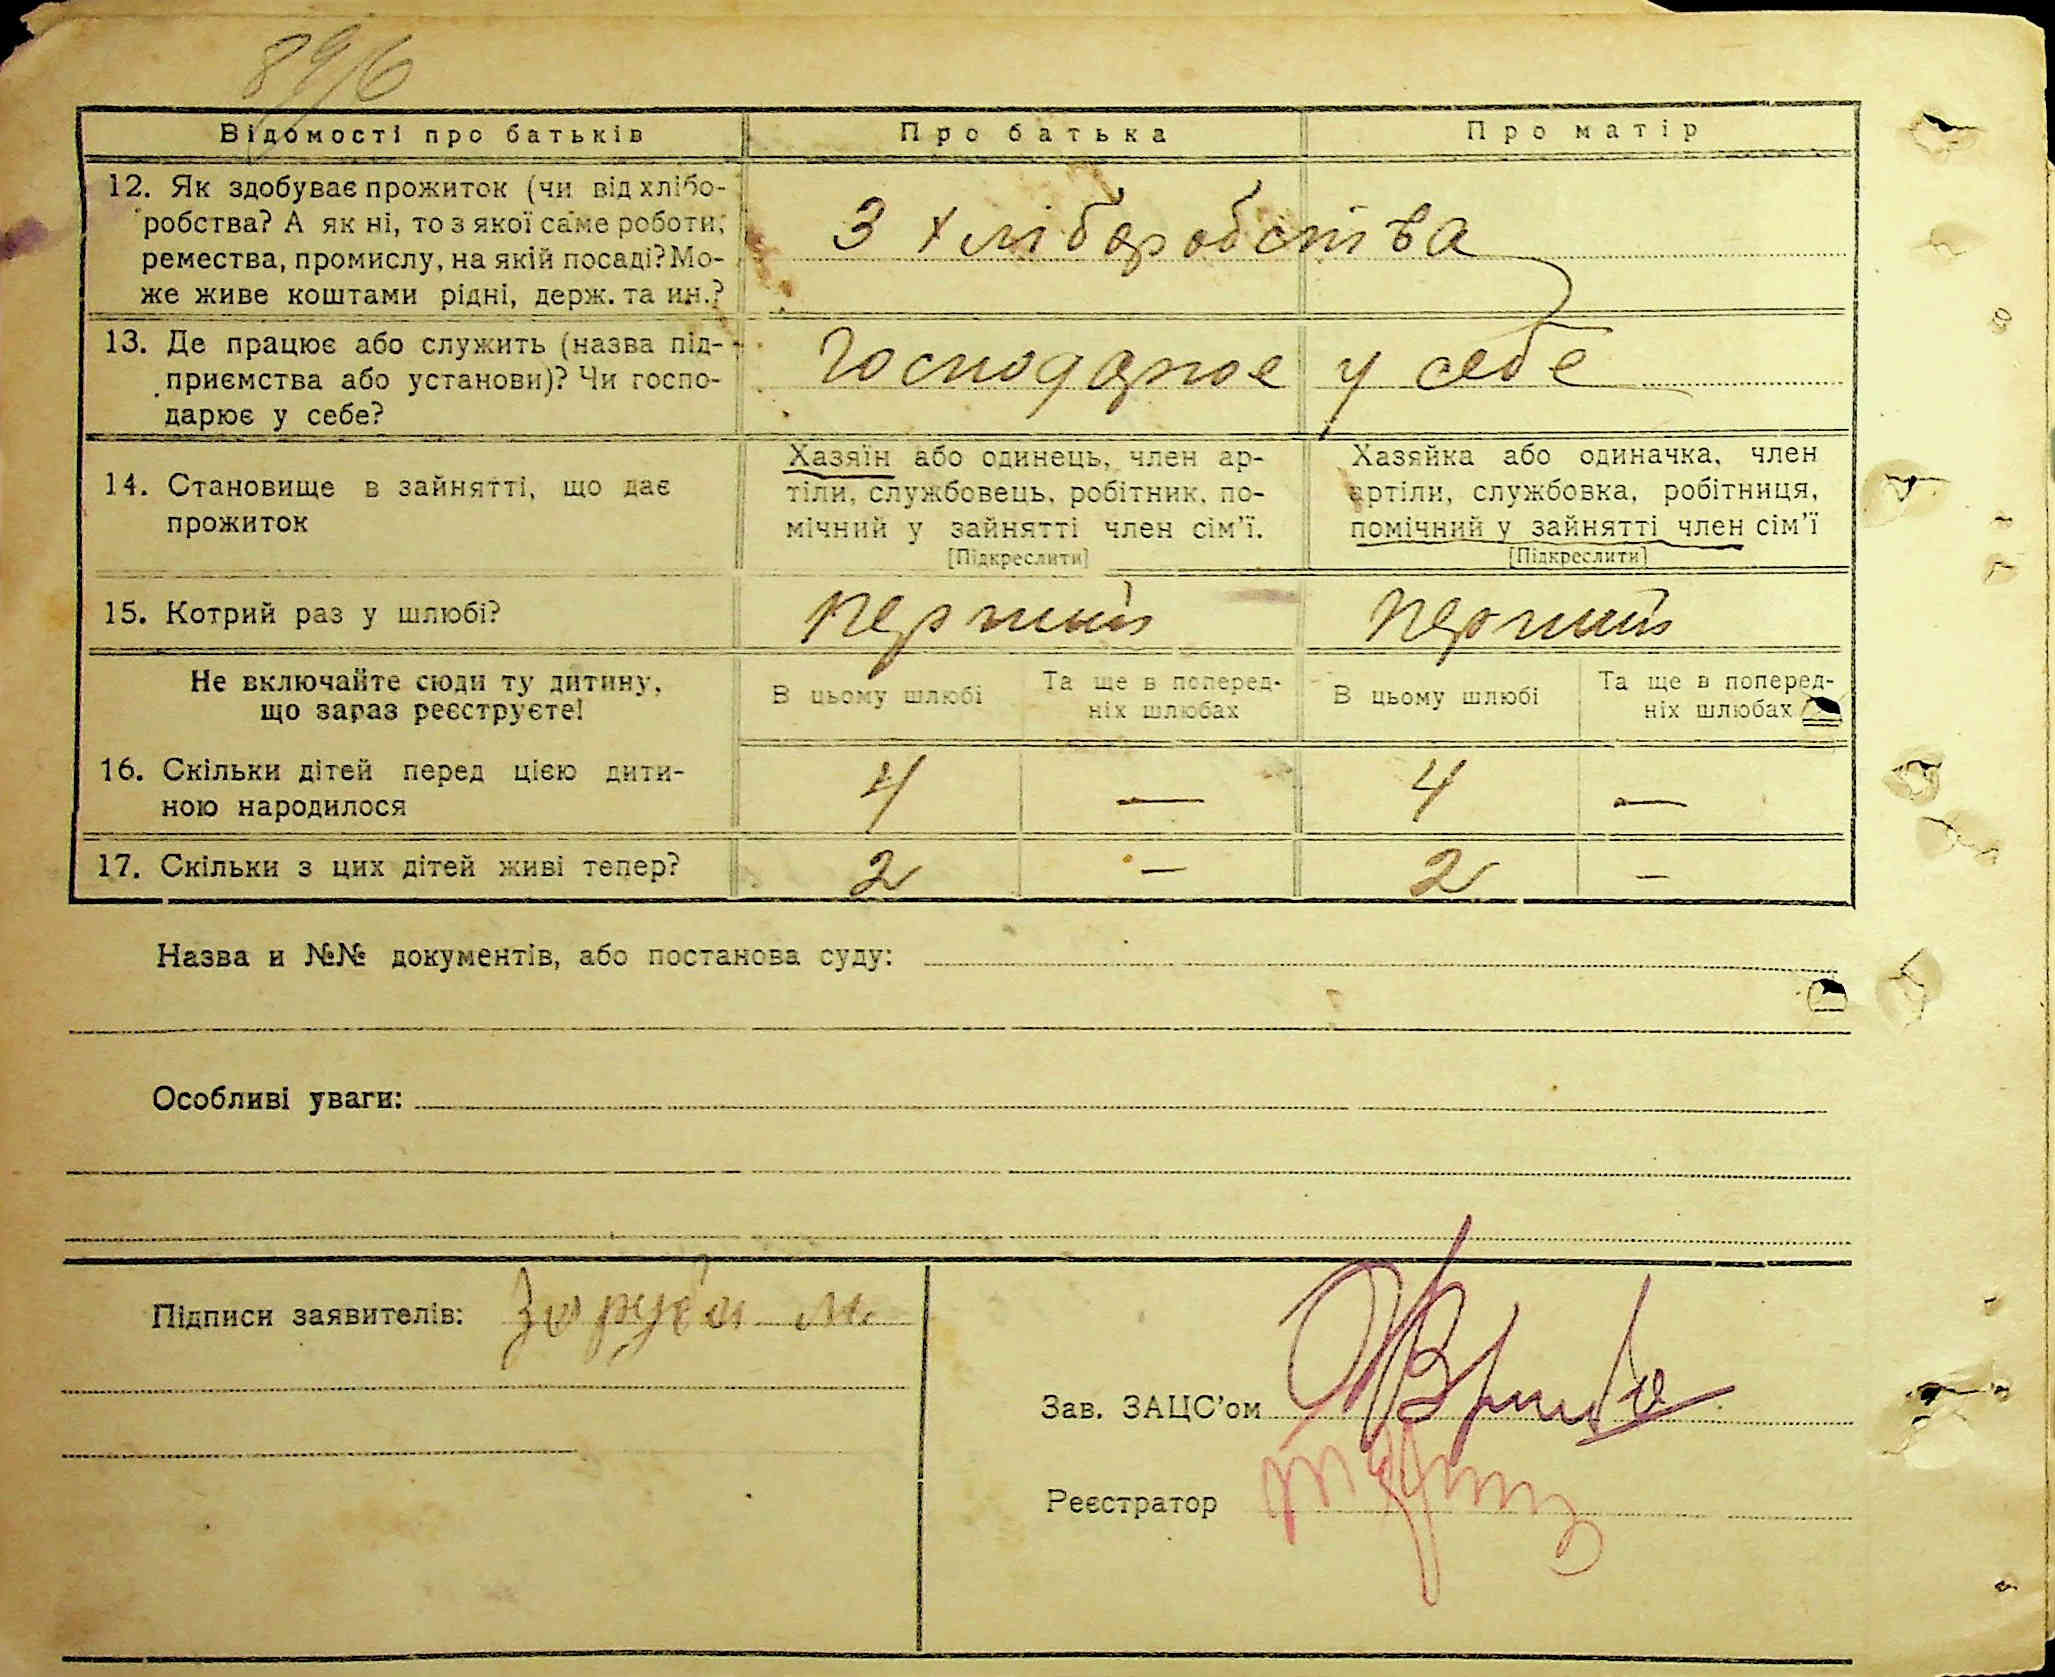 89/6
Відомості про батьків Про батька Про матір
12. Як здобуває прожиток (чи від хлібо-
робства? А як ні, то з якої саме роботи,
ремества, промислу, на якій посаді? Мо-
же живе коштами рідні, держ. та ин.?
З хліборобства
13. Де працює або служить (назва під-
приємства або установи)? Чи госпо-
дарює у себе?
Господарює у себе
14. Становище в зайнятті, що дає
прожиток
Хазяїн або одинець, член ар-
тіли, службовець, робітник, по-
мічний у зайнятті член сім'ї.
[Підкреслити]
Хазяйка або одиначка, член
артіли, службовка, робітниця,
помічний у зайнятті член сім'ї
[Підкреслити]
15. Котрий раз у шлюбі? перший перший
Не включайте сюди ту дитину,
що зараз реєструєте!
В цьому шлюбі
Та ще в поперед-
ніх шлюбах
В цьому шлюбі
Та ще в поперед-
ніх шлюбах
16. Скільки дітей перед цією дити-
ною народилося
4 — 4 —
17. Скільки з цих дітей живі тепер? 2 – 2 –
Назва и №№ документів, або постанова суду:
Особливі уваги:
Підписи заявителів: Заруба м.
Зав. ЗАЦС'ом
Реєстратор